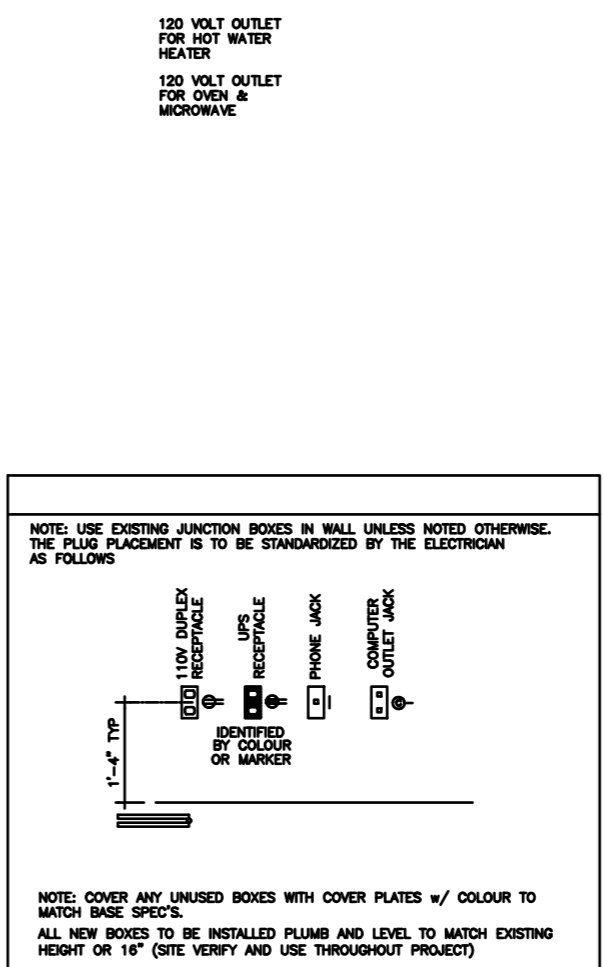 120 VOLT OUTLET
FOR HOT WATER
HEATER
120 VOLT OUTLET
FOR OVEN &
MICROWAVE
NOTE: USE EXISTING JUNCTION BOXES IN WALL UNLESS NOTED OTHERWISE.
THE PLUG PLACEMENT IS TO BE STANDARDIZED BY THE ELECTRICIAN
AS FOLLOWS
110V DUPLEX
RECEPTACLE
UPS
RECEPTACLE
PHONE JACK
COMPUTER
OUTLET JACK
C
IDENTIFIED
BY COLOUR
OR MARKER
1'-4" TYP
NOTE: COVER ANY UNUSED BOXES WITH COVER PLATES w/ COLOUR TO
MATCH BASE SPEC'S.
ALL NEW BOXES TO BE INSTALLED PLUMB AND LEVEL TO MATCH EXISTING
HEIGHT OR 16" (SITE VERIFY AND USE THROUGHOUT PROJECT)